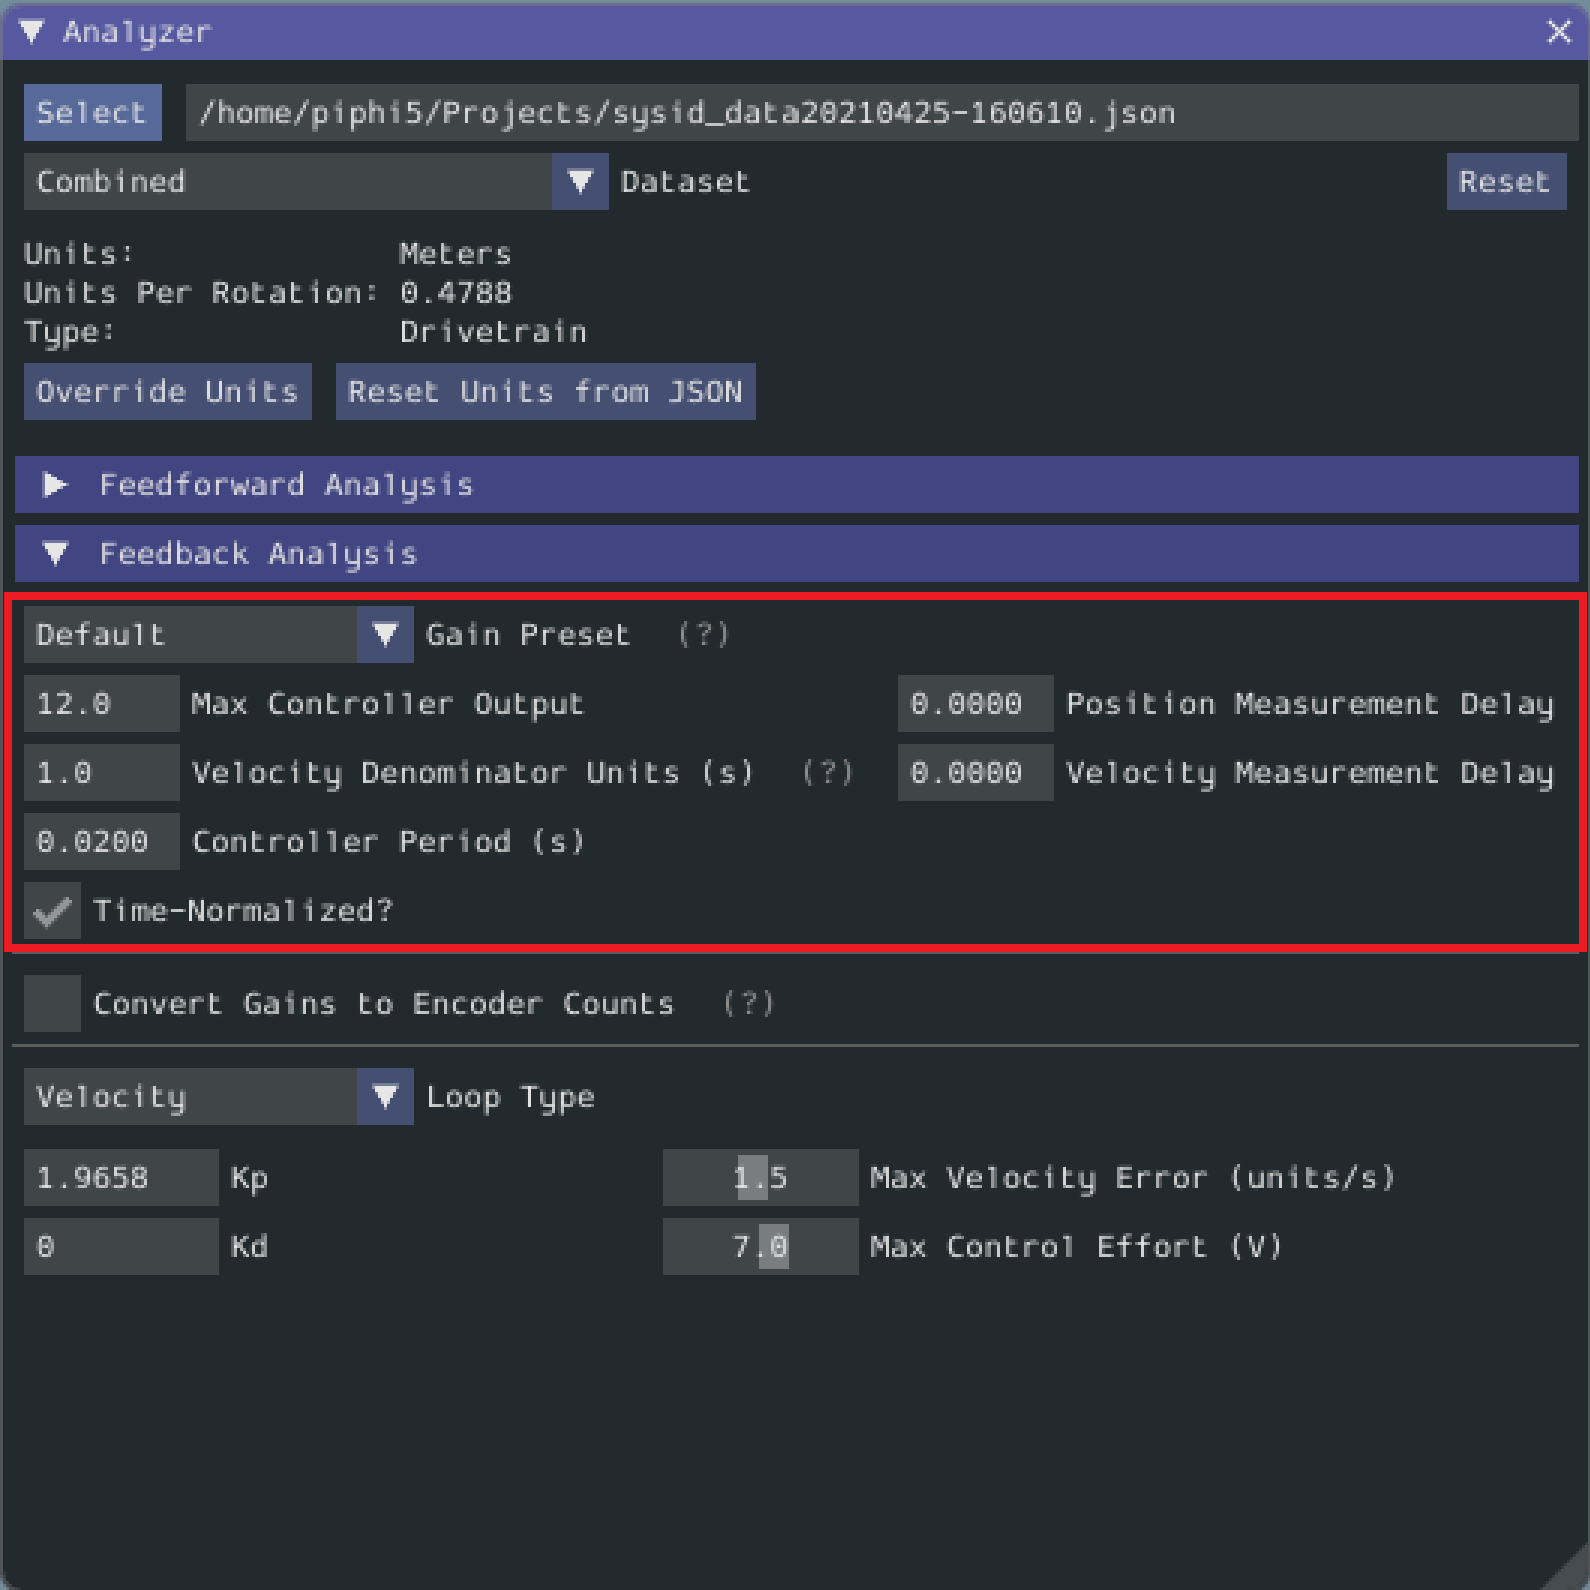 Analyzer
Select /home/piphi5/Projects/sysid_data20210425-160610.json
Combined Dataset Reset
Units: Meters
Units Per Rotation: 0.4788
Type: Drivetrain
Override Units Reset Units from JSON
Feedforward Analysis
Feedback Analysis
Default Gain Preset (?)
12.0 Max Controller Output 0.0000 Position Measurement Delay
1.0 Velocity Denominator Units (s) (?) 0.0000 Velocity Measurement Delay
0.0200 Controller Period (s)
Time-Normalized?
Convert Gains to Encoder Counts (?)
Velocity Loop Type
1.9658 Kp 1.5 Max Velocity Error (units/s)
0 Kd 7.0 Max Control Effort (V)